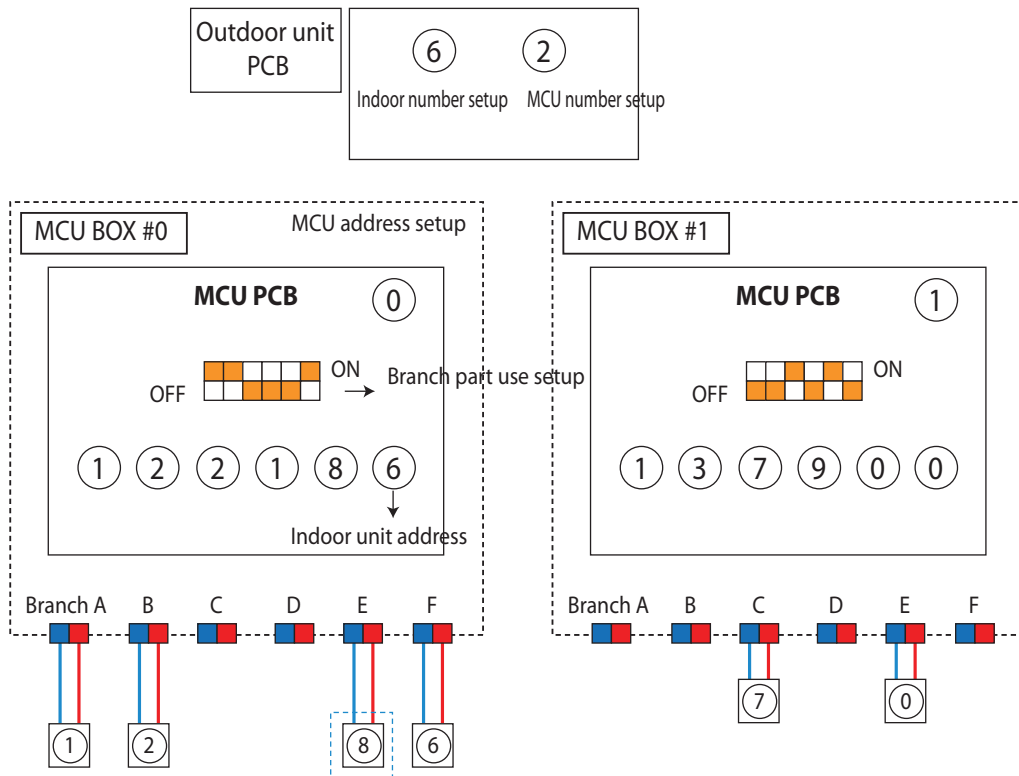 Outdoor unit
PCB
6 2
Indoor number setup MCU number setup
MCU BOX #0
MCU address setup
MCU PCB
0
ON
OFF
Branch part use setup
1 2 2 1 8 6
Indoor unit address
Branch A B C D E F
1 2 8 6
MCU BOX #1
MCU PCB
1
ON
OFF
1 3 7 9 0 0
Branch A B C D E F
7 0